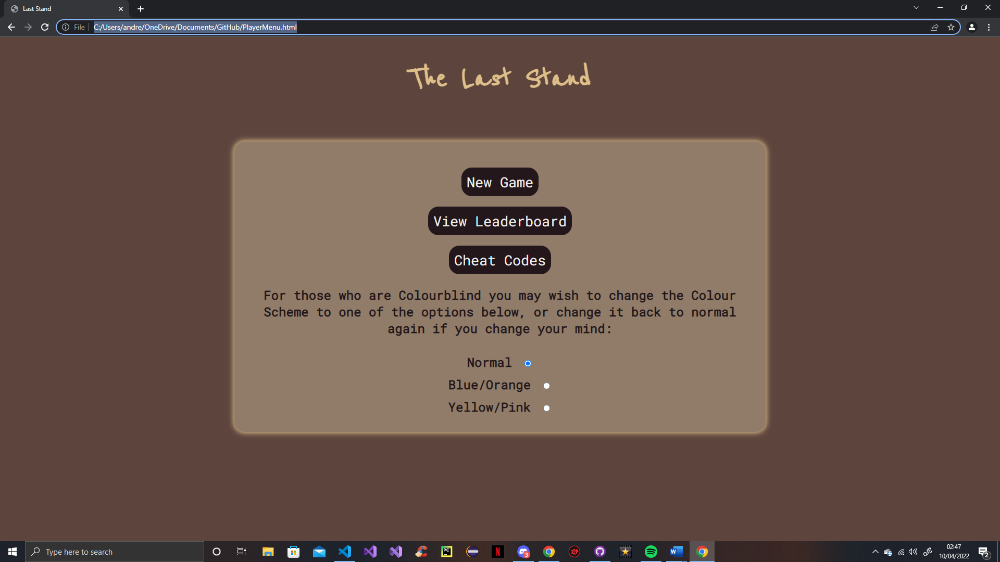 Last Stand
File
C:/Users/andre/OneDrive/Documents/GitHub/PlayerMenu.html
The Last Stand
New Game
View Leaderboard
Cheat Codes
For those who are Colourblind you may wish to change the Colour
Scheme to one of the options below, or change it back to normal
again if you change your mind:
Normal
Blue/Orange
Yellow/Pink
Type here to search
PC
N
3
W
02:47
10/04/2022
2